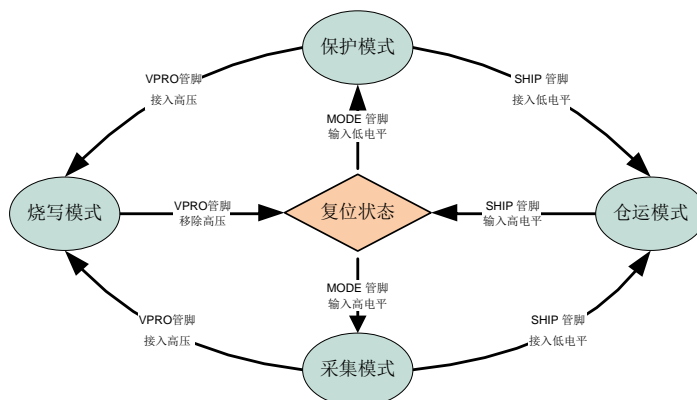 保护模式
VPRO管脚
接入高压
SHIP 管脚
接入低电平
MODE 管脚
输入低电平
烧写模式
VPRO管脚
移除高压
复位状态
SHIP 管脚
输入高电平
仓运模式
MODE 管脚
输入高电平
VPRO管脚
接入高压
SHIP 管脚
接入低电平
采集模式